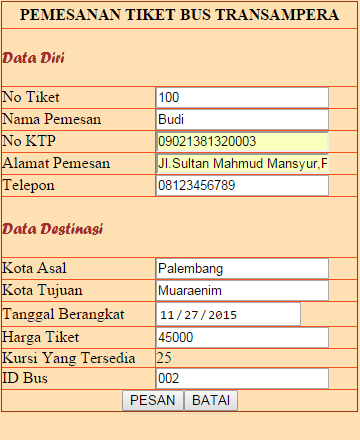 PEMESANAN TIKET BUS TRANSAMPERA
Data Diri
No Tiket 100
Nama Pemesan Budi
No KTP 09021381320003
Alamat Pemesan Jl.Sultan Mahmud Mansyur,F
Telepon 08123456789
Data Destinasi
Kota Asal Palembang
Kota Tujuan Muaraenim
Tanggal Berangkat 11/27/2015
Harga Tiket 45000
Kursi Yang Tersedia 25
ID Bus 002
PESAN BATAI